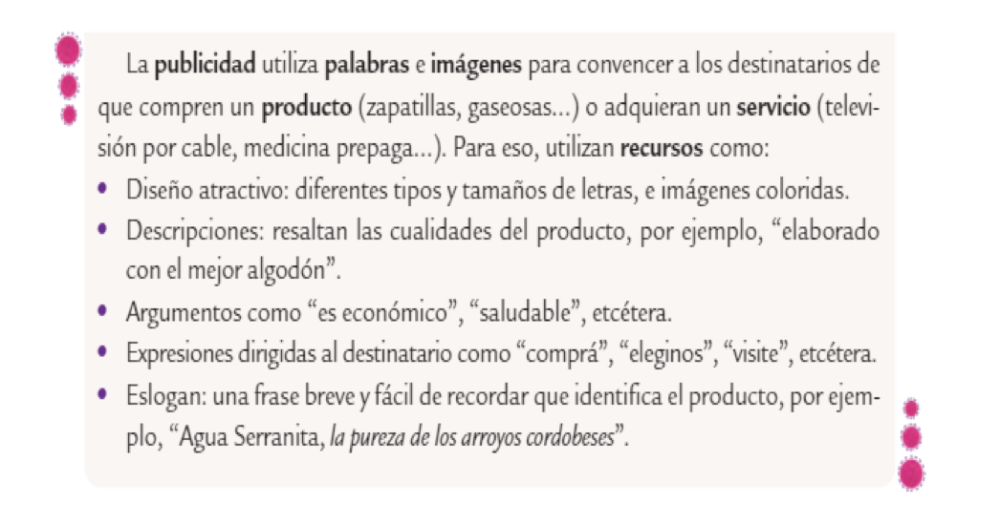 La publicidad utiliza palabras e imágenes para convencer a los destinatarios de
que compren un producto (zapatillas, gaseosas...) o adquieran un servicio (televi-
sión por cable, medicina prepaga...). Para eso, utilizan recursos como:
• Diseño atractivo: diferentes tipos y tamaños de letras, e imágenes coloridas.
• Descripciones: resaltan las cualidades del producto, por ejemplo, “elaborado
con el mejor algodón”.
• Argumentos como “es económico”, “saludable”, etcétera.
• Expresiones dirigidas al destinatario como “comprá”, “eleginos”, “visite”, etcétera.
• Eslogan: una frase breve y fácil de recordar que identifica el producto, por ejem-
plo, “Agua Serranita, la pureza de los arroyos cordobeses”.